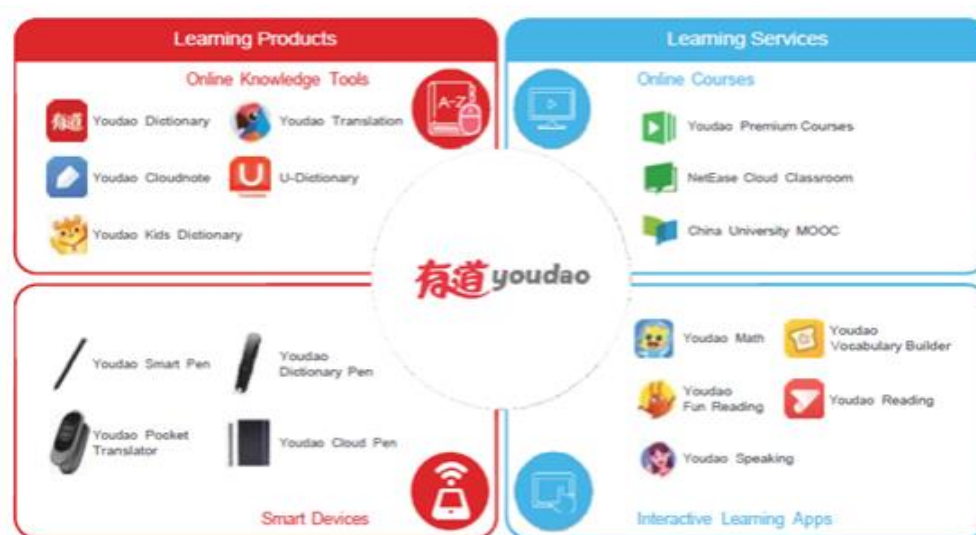 Learning Products
Online Knowledge Tools
A-Z
有道
Youdao Dictionary
Youdao Translation
Youdao Cloudnote
U
U-Dictionary
Youdao Kids Dictionary
Learning Services
Online Courses
Youdao Premium Courses
NetEase Cloud Classroom
China University MOOC
有道 youdao
Youdao Smart Pen
Youdao
Dictionary Pen
Youdao Pocket
Translator
Youdao Cloud Pen
Smart Devices
Youdao Math
Youdao
Vocabulary Builder
Youdao
Fun Reading
Youdao Reading
Youdao Speaking
Interactive Learning Apps